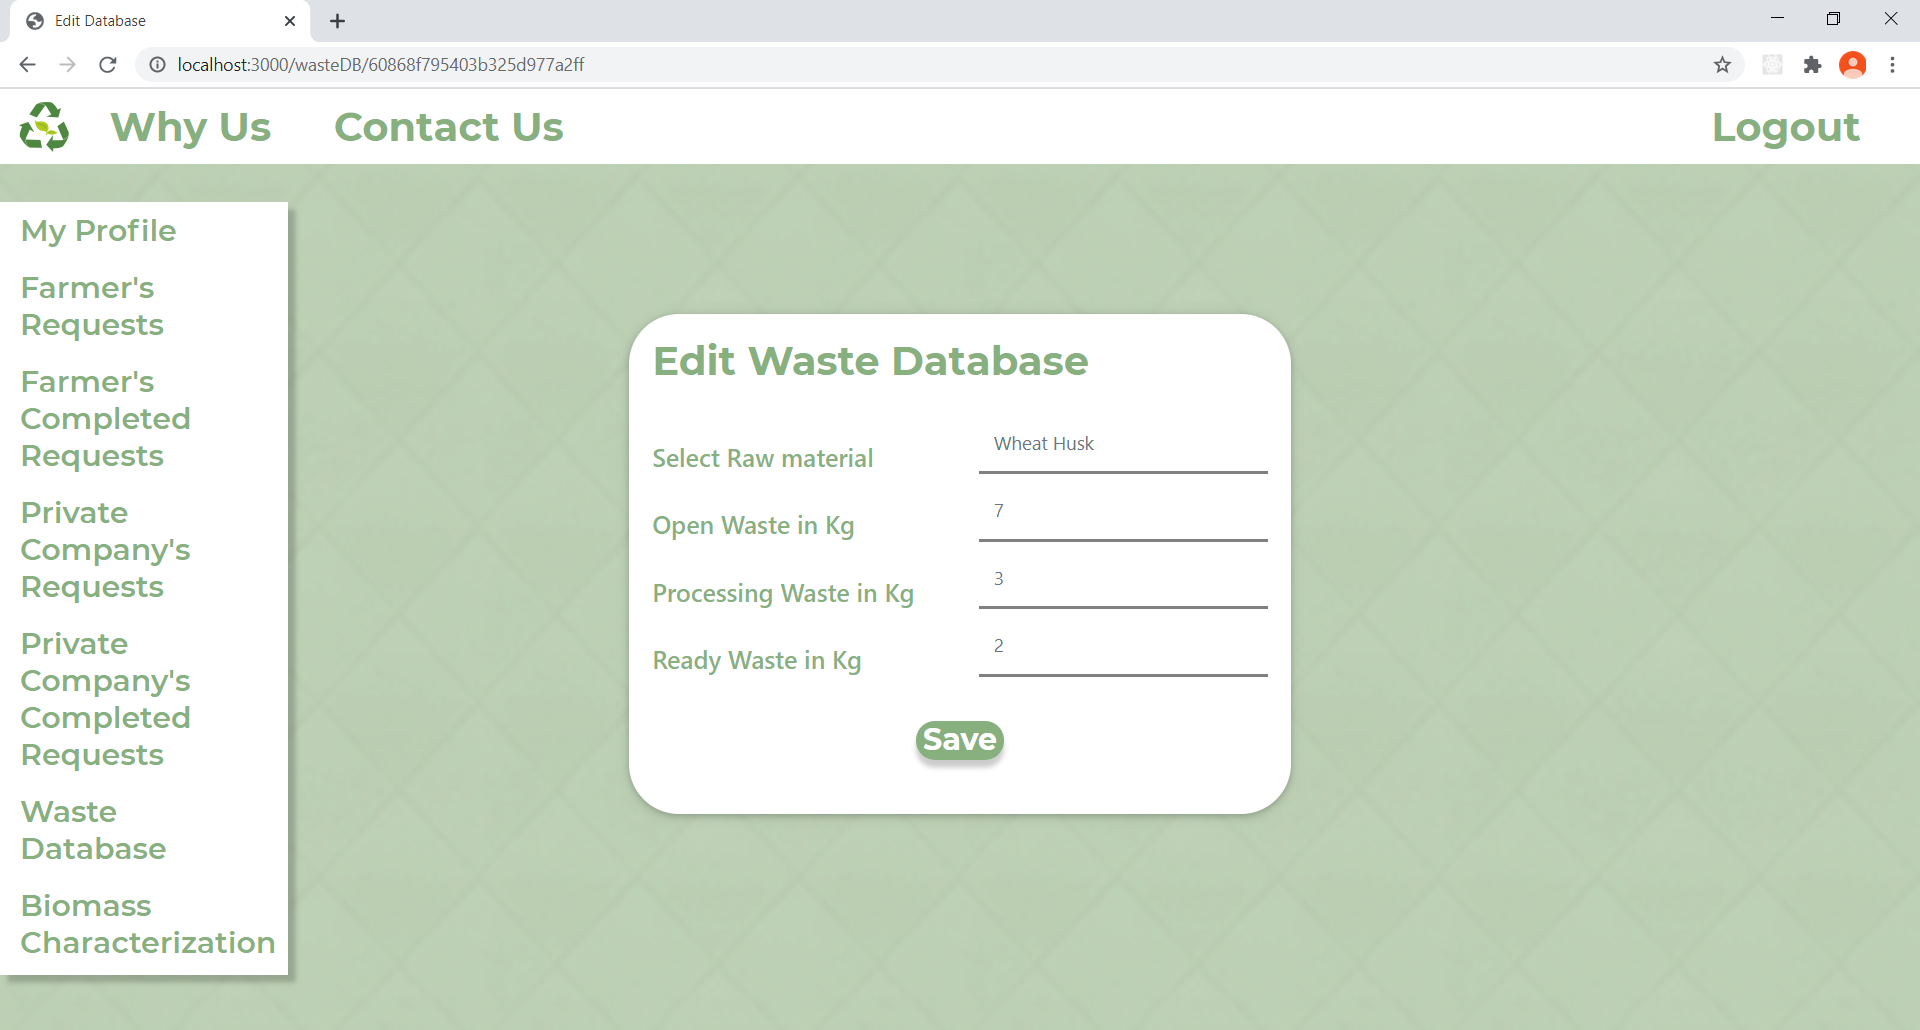 Edit Database
localhost:3000/wasteDB/60868f795403b325d977a2ff
Why Us
Contact Us
Logout
My Profile
Farmer's
Requests
Farmer's
Completed
Requests
Private
Company's
Requests
Private
Company's
Completed
Requests
Waste
Database
Biomass
Characterization
Edit Waste Database
Select Raw material
Wheat Husk
Open Waste in Kg
7
Processing Waste in Kg
3
Ready Waste in Kg
2
Save